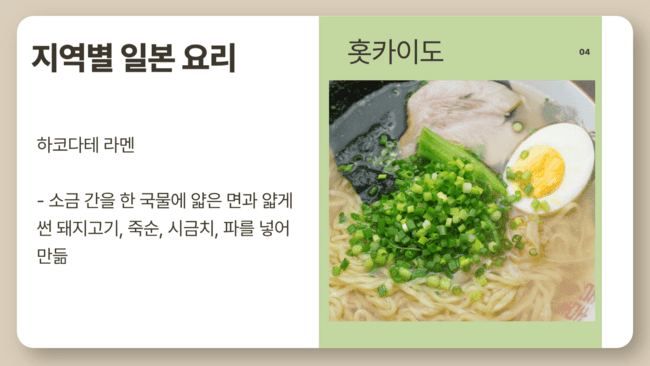 지역별 일본 요리
홋카이도
04
하코다테 라멘
- 소금 간을 한 국물에 얇은 면과 얇게
썬 돼지고기, 죽순, 시금치, 파를 넣어
만듦